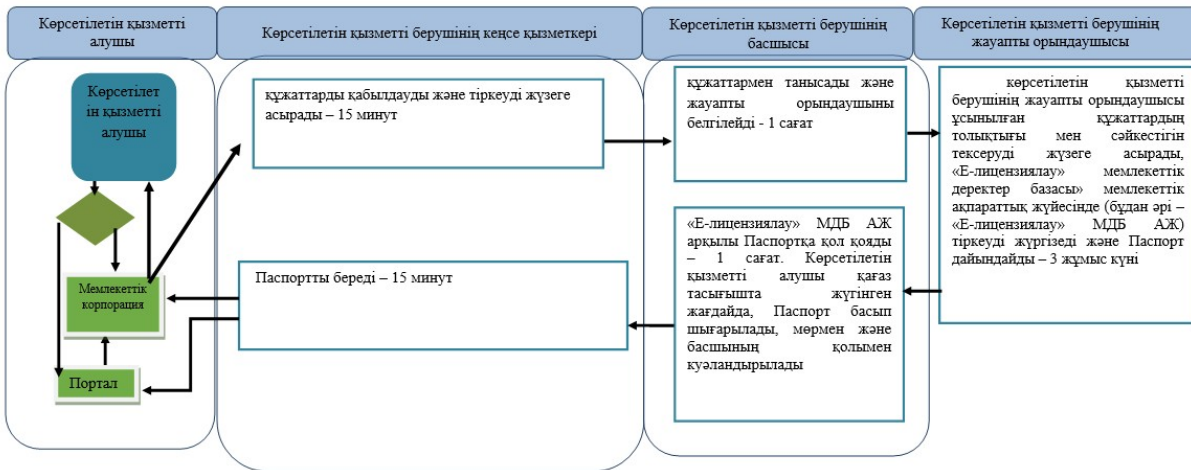 Көрсетілетін қызметті
алушы
Көрсетілетін қызметті берушінің кеңсе қызметкері
Көрсетілетін қызметті берушінің
басшысы
Көрсетілетін қызметті берушінің
жауапты орындаушысы
Көрсетілет
ін қызметті
алушы
Мемлекеттік
корпорация
Портал
құжаттарды қабылдауды және тіркеуді жүзеге
асырады – 15 минут
Паспортты береді – 15 минут
құжаттармен танысады және
жауапты орындаушыны
белгілейді - 1 сағат
«Е-лицензиялау» МДБ АЖ
арқылы Паспортқа қол қояды
– 1 сағат. Көрсетілетін
қызметті алушы қағаз
тасығышта жүгінген
жағдайда, Паспорт басып
шығарылады, мөрмен және
басшының қолымен
куәландырылады
көрсетілетін қызметті
берушінің жауапты орындаушысы
ұсынылған құжаттардың
толықтығы мен сәйкестігін
тексеруді жүзеге асырады,
«Е-лицензиялау» мемлекеттік
деректер базасы» мемлекеттік
ақпараттық жүйесінде (бұдан әрі –
«Е-лицензиялау» МДБ АЖ)
тіркеуді жүргізеді және Паспорт
дайындайды – 3 жұмыс күні